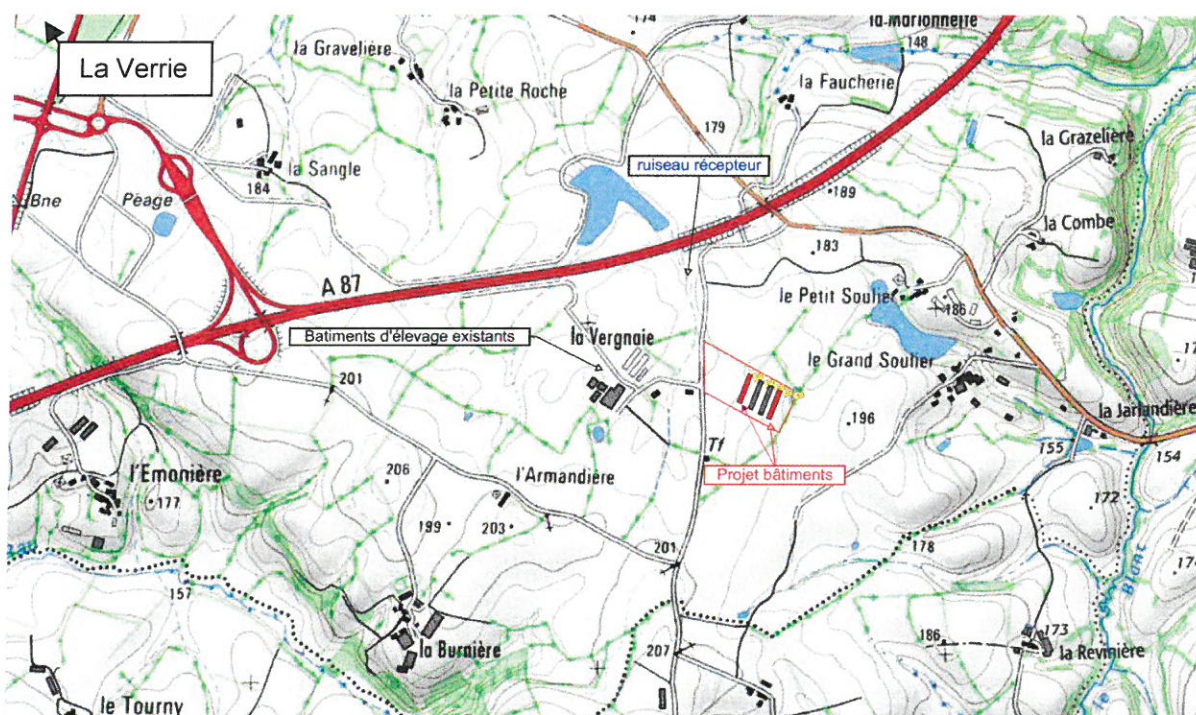 174
la Marionnette
La Verrie
la Gravelière
148
la Petite Roche
la Faucherie
179
la Grazelière
ruiseau récepteur
la Sangle
184
189
Bne
Péage
la Combe
183
A 87
le Petit Soulier
186
Batiments d'élevage existants
la Vergnaie
le Grand Soulier
201
196
la Jarlandière
Tf
155
154
Projet bâtiments
206
l'Armandière
l'Emonière
177
172
199
203
201
178
157
Blanc
173
186
la Burnière
207
la Revinière
le Tourny